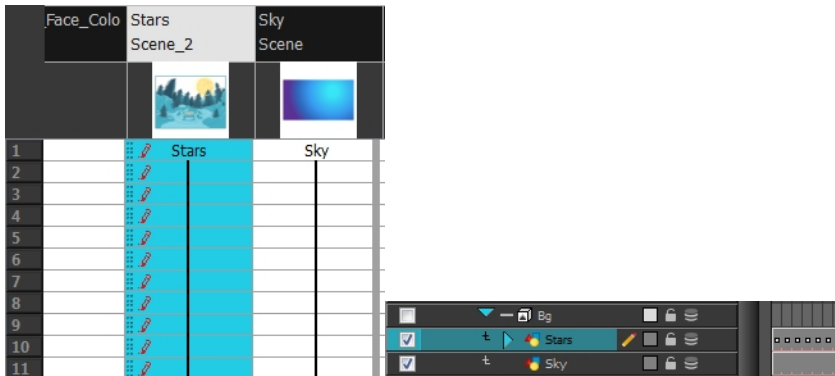 _Face_Colo
Stars
Scene_2
Sky
Scene
1
Stars
Sky
2
3
4
5
6
7
8
9
10
11
Bg
Stars
Sky